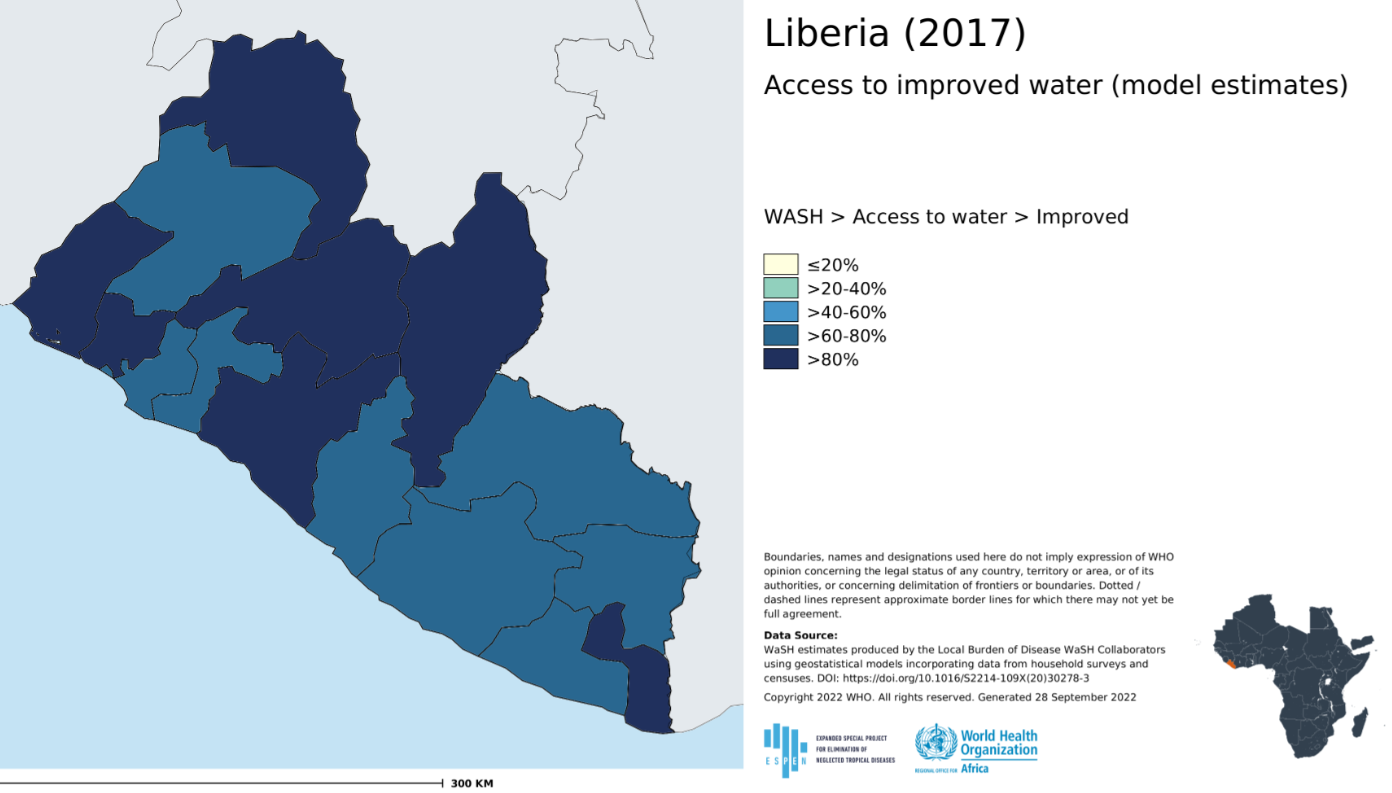 Liberia (2017)
Access to improved water (model estimates)
WASH > Access to water > Improved
≤20%
>20-40%
>40-60%
>60-80%
>80%
Boundaries, names and designations used here do not imply expression of WHO
opinion concerning the legal status of any country, territory or area, or of its
authorities, or concerning delimitation of frontiers or boundaries. Dotted /
dashed lines represent approximate border lines for which there may not yet be
full agreement.
Data Source:
WaSH estimates produced by the Local Burden of Disease WaSH Collaborators
using geostatistical models incorporating data from household surveys and
censuses. DOI: https://doi.org/10.1016/S2214-109X(20)30278-3
Copyright 2022 WHO. All rights reserved. Generated 28 September 2022
ESPEN
EXPANDED SPECIAL PROJECT
FOR ELIMINATION OF
NEGLECTED TROPICAL DISEASES
World Health
Organization
REGIONAL OFFICE FOR Africa
300 KM